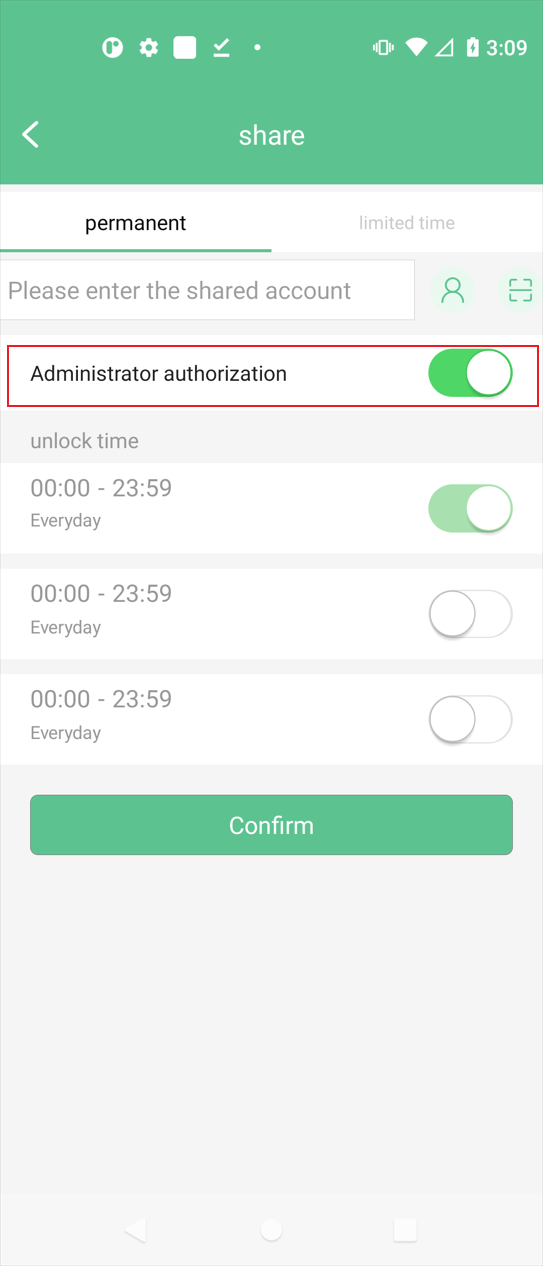 3:09
share
permanent
limited time
Please enter the shared account
Administrator authorization
unlock time
00:00 - 23:59
Everyday
00:00 - 23:59
Everyday
00:00 - 23:59
Everyday
Confirm